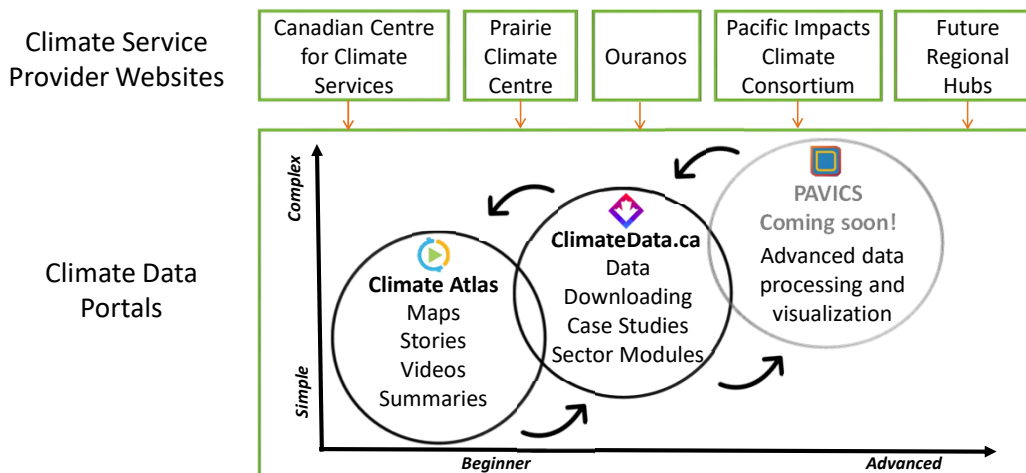 Climate Service
Provider Websites
Canadian Centre
for Climate
Services
Prairie
Climate
Centre
Ouranos
Pacific Impacts
Climate
Consortium
Future
Regional
Hubs
Climate Data
Portals
Complex
Simple
Climate Atlas
Maps
Stories
Videos
Summaries
ClimateData.ca
Data
Downloading
Case Studies
Sector Modules
PAVICS
Coming soon!
Advanced data
processing and
visualization
Beginner
Advanced